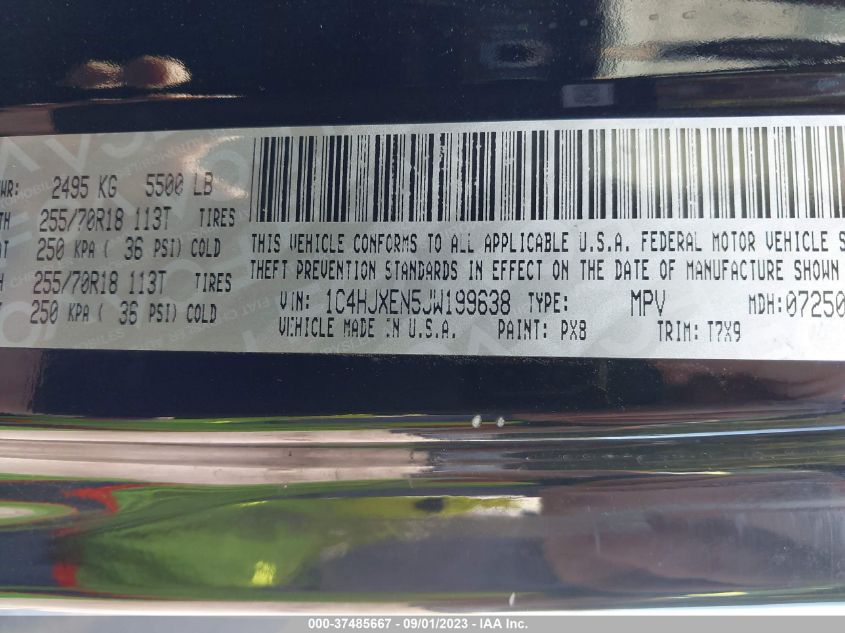 WR: 2495 KG 5500 LB
TH 255/70R18 113T TIRES
250 KPA ( 36 PSI) COLD
255/70R18 113T TIRES
250 KPA ( 36 PSI) COLD
THIS VEHICLE CONFORMS TO ALL APPLICABLE U.S.A. FEDERAL MOTOR VEHICLE S
THEFT PREVENTION STANDARDS IN EFFECT ON THE DATE OF MANUFACTURE SHOWN
VIN: 1C4HJXEN5JW199638 TYPE: MPV MDH:07250
VEHICLE MADE IN U.S.A. PAINT: PX8 TRIM: T7X9
000-37485667 - 09/01/2023 - IAA Inc.